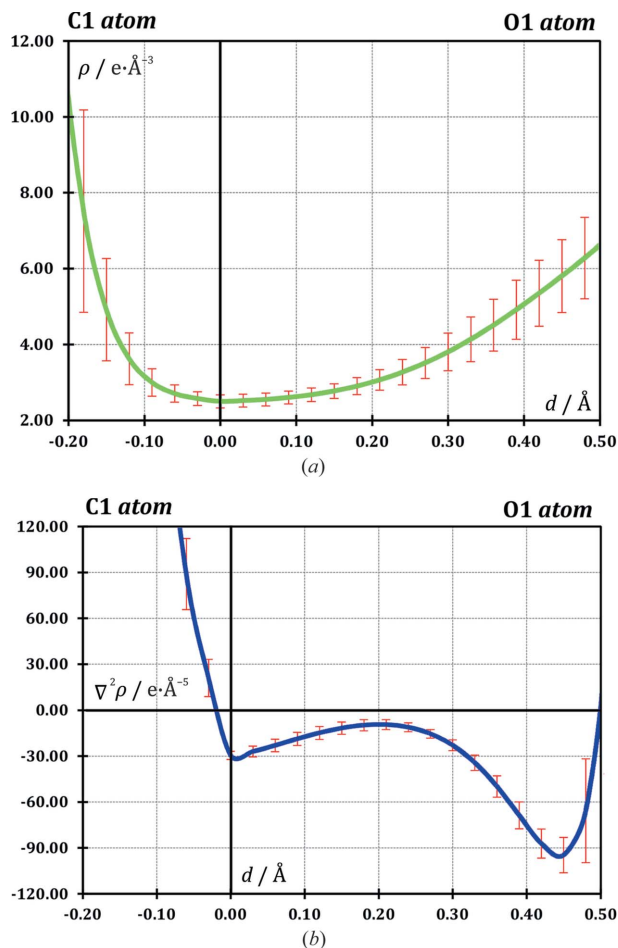 C1 atom O1 atom
12.00
ρ / e·Å⁻³
10.00
8.00
6.00
4.00
2.00
d / Å
-0.20 -0.10 0.00 0.10 0.20 0.30 0.40 0.50
(a)
C1 atom O1 atom
120.00
90.00
60.00
30.00
∇²ρ / e·Å⁻⁵
0.00
-30.00
-60.00
-90.00
d / Å
-120.00
-0.20 -0.10 0.00 0.10 0.20 0.30 0.40 0.50
(b)